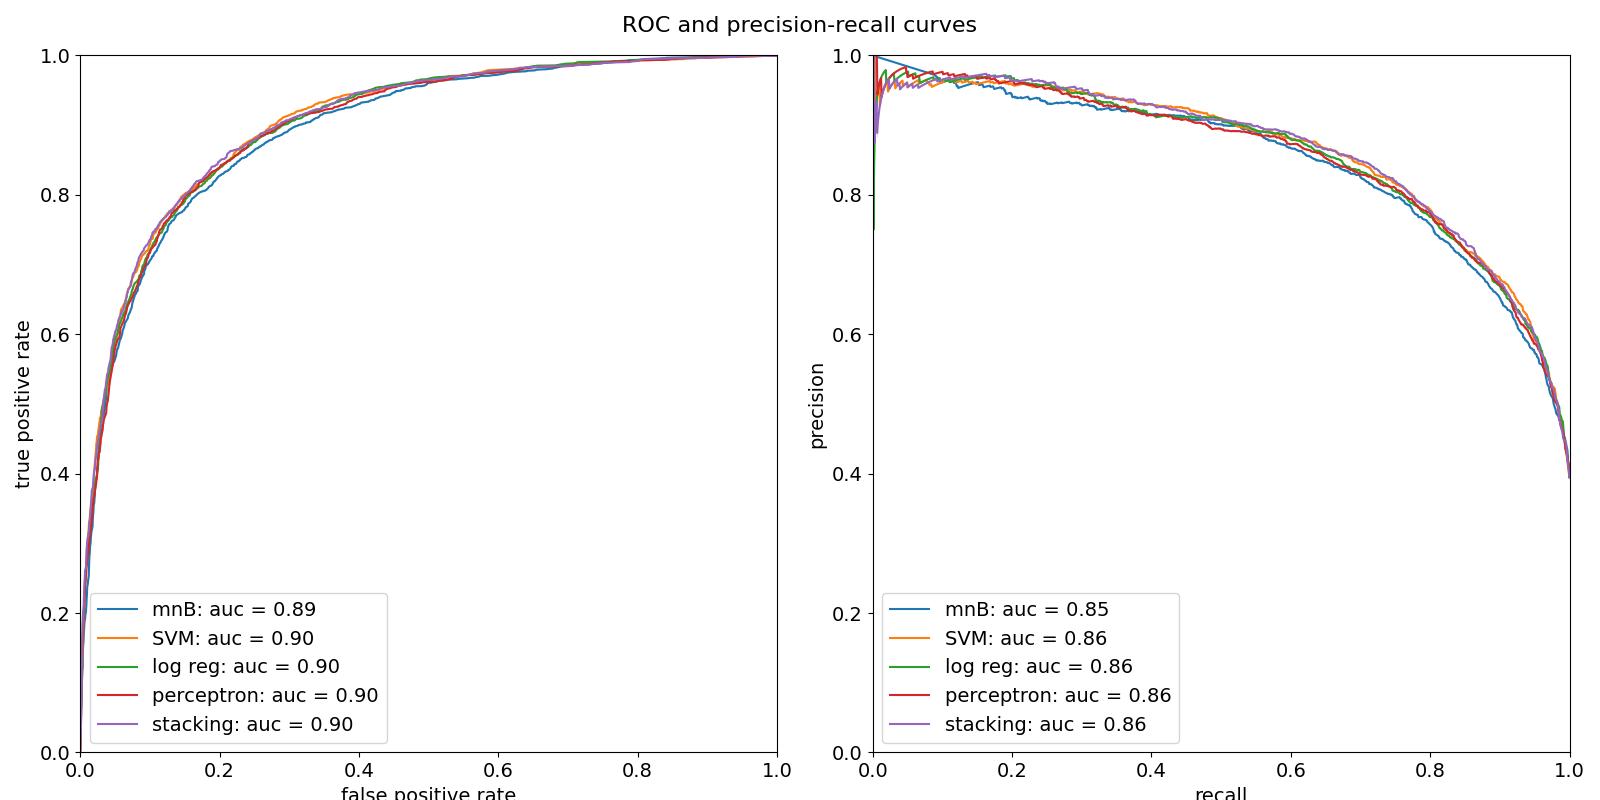 ROC and precision-recall curves
1.0
0.8
0.6
0.4
0.2
0.0
true positive rate
mnB: auc = 0.89
SVM: auc = 0.90
log reg: auc = 0.90
perceptron: auc = 0.90
stacking: auc = 0.90
0.0 0.2 0.4 0.6 0.8 1.0
false positive rate
1.0
0.8
0.6
0.4
0.2
0.0
precision
mnB: auc = 0.85
SVM: auc = 0.86
log reg: auc = 0.86
perceptron: auc = 0.86
stacking: auc = 0.86
0.0 0.2 0.4 0.6 0.8 1.0
recall